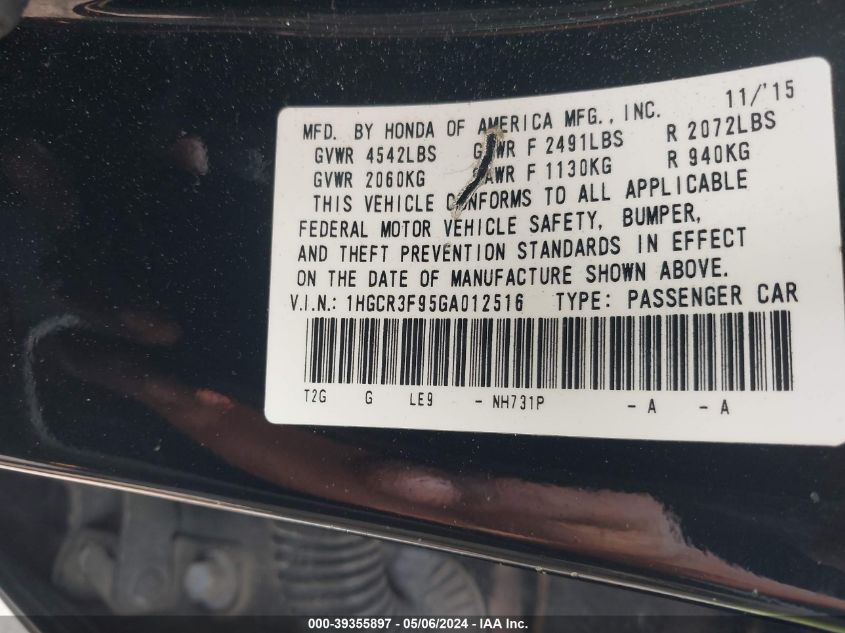 11/'15
MFD. BY HONDA OF AMERICA MFG., INC.
GVWR 4542LBS GAWR F 2491LBS R 2072LBS
GVWR 2060KG GAWR F 1130KG R 940KG
THIS VEHICLE CONFORMS TO ALL APPLICABLE
FEDERAL MOTOR VEHICLE SAFETY, BUMPER,
AND THEFT PREVENTION STANDARDS IN EFFECT
ON THE DATE OF MANUFACTURE SHOWN ABOVE.
V.I.N.: 1HGCR3F95GA012516 TYPE: PASSENGER CAR
T2G G LE9 - NH731P - A - A
000-39355897 - 05/06/2024 - IAA Inc.